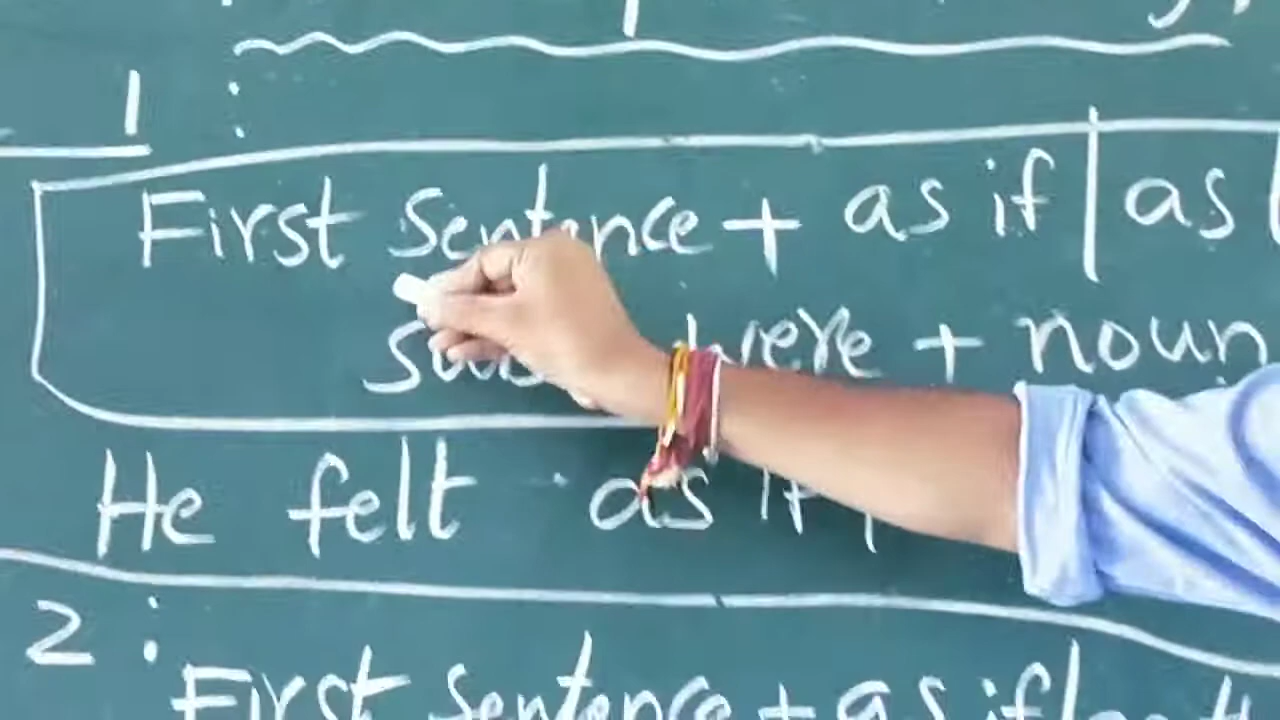 1 :
First Sentence + as if | as
were + noun
He felt as if
2 :
First Sentence + as if